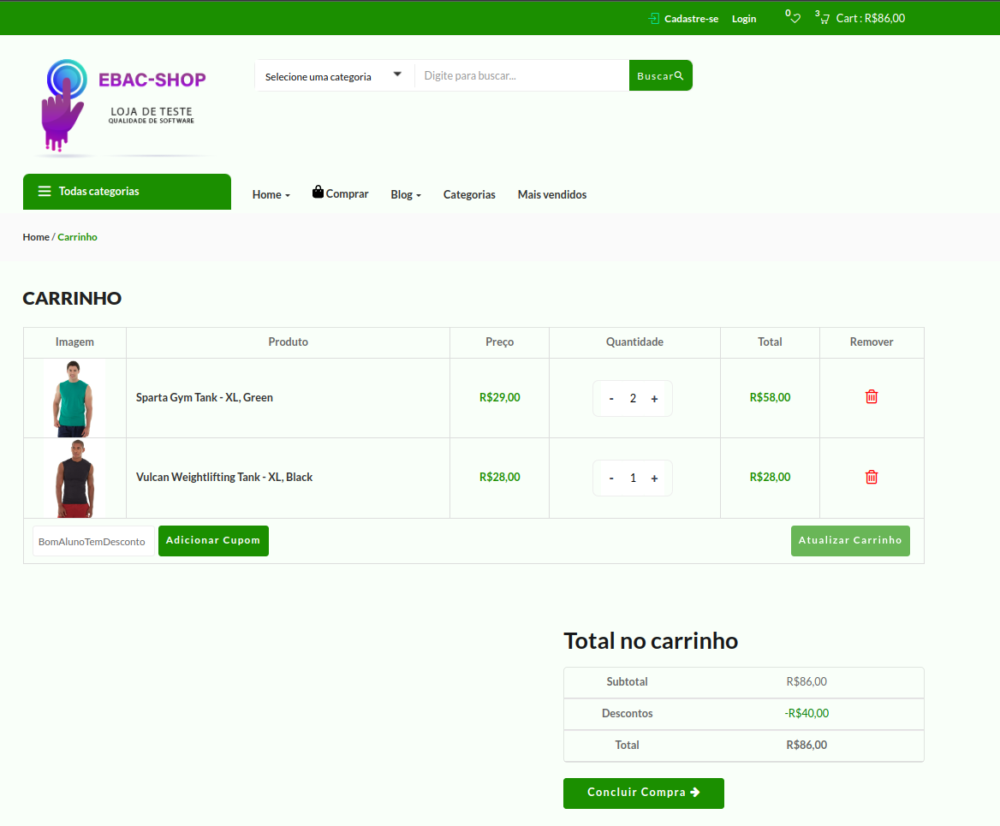 Cadastre-se Login 0 3 Cart : R$86,00
EBAC-SHOP
LOJA DE TESTE
QUALIDADE DE SOFTWARE
Selecione uma categoria Digite para buscar... Buscar
Todas categorias Home Comprar Blog Categorias Mais vendidos
Home / Carrinho
CARRINHO
Imagem Produto Preço Quantidade Total Remover
Sparta Gym Tank - XL, Green R$29,00 - 2 + R$58,00
Vulcan Weightlifting Tank - XL, Black R$28,00 - 1 + R$28,00
BomAlunoTemDesconto Adicionar Cupom Atualizar Carrinho
Total no carrinho
Subtotal R$86,00
Descontos -R$40,00
Total R$86,00
Concluir Compra